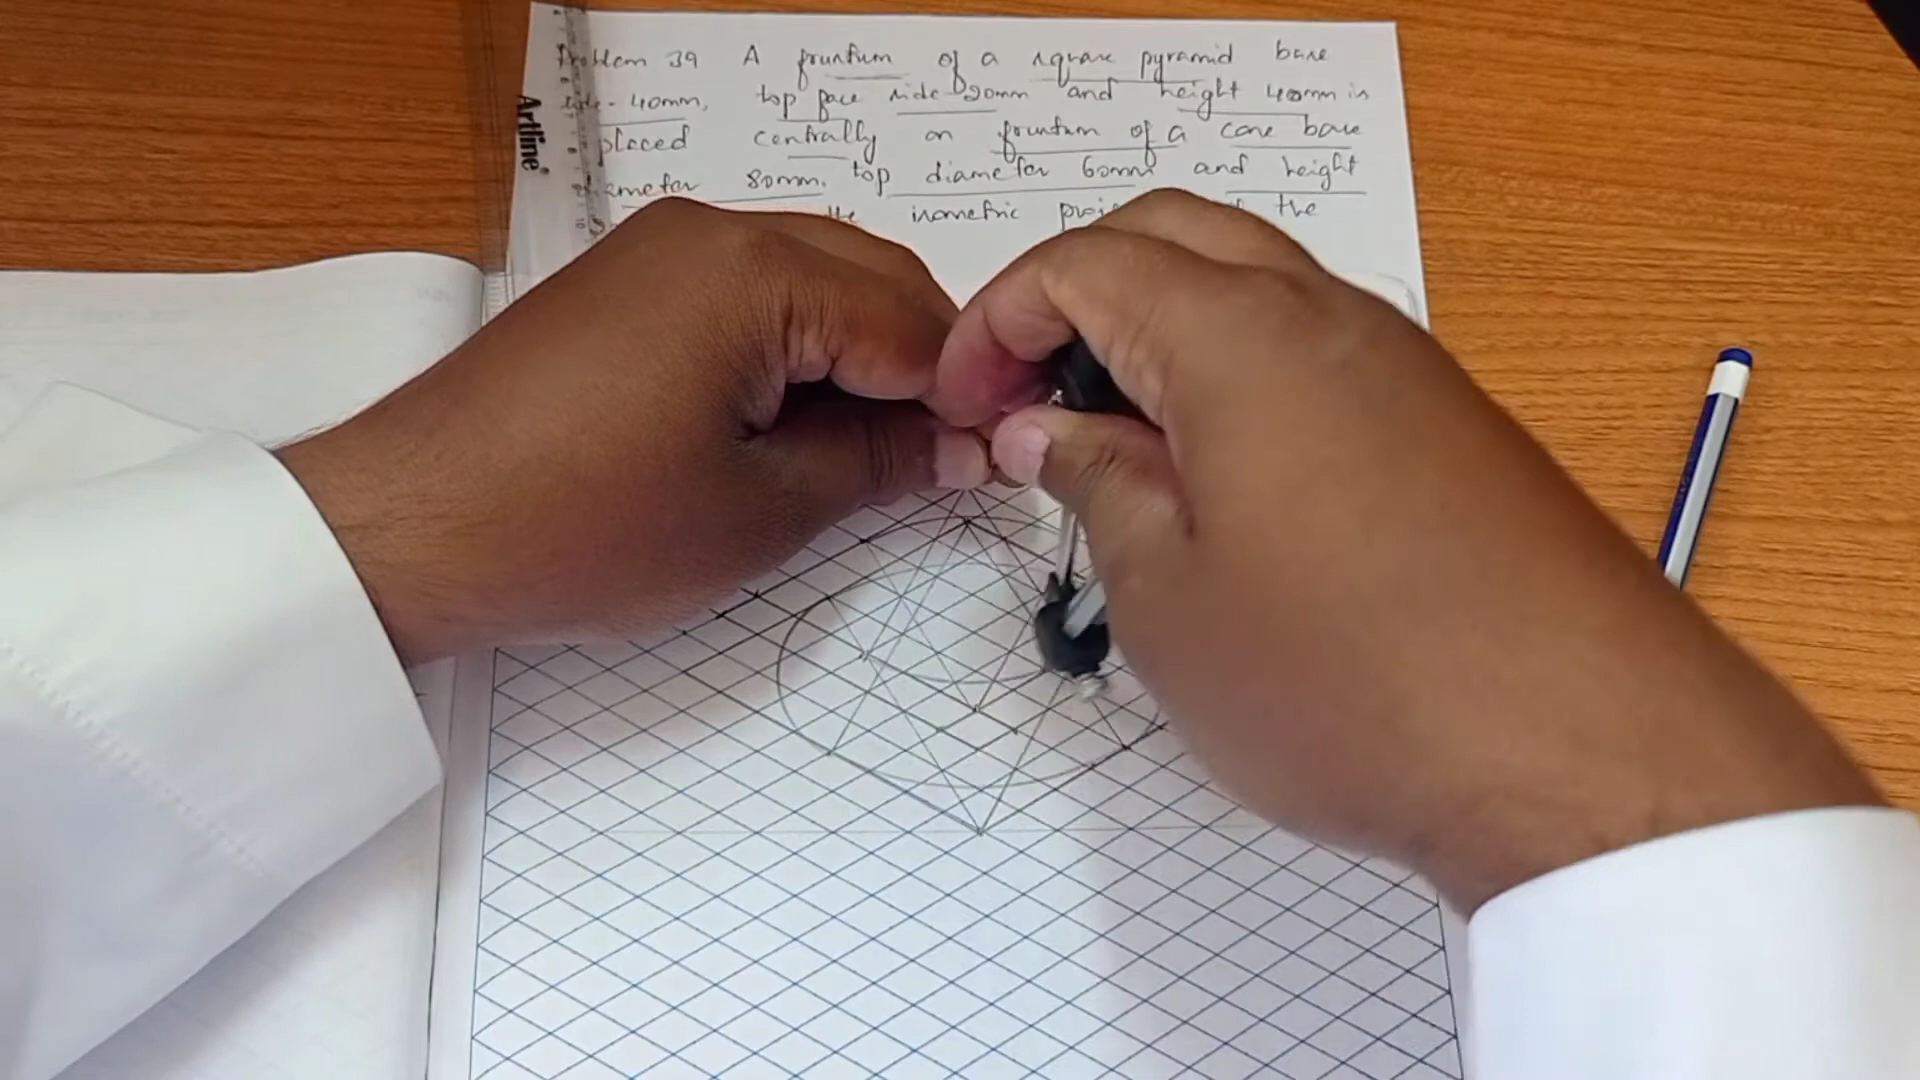 Problem 39 A frustum of a square pyramid base
side - 40mm, top face side 20mm and height 40mm is
placed centrally on frustum of a cone base
diameter 80mm, top diameter 60mm and height
the isometric the
Artline